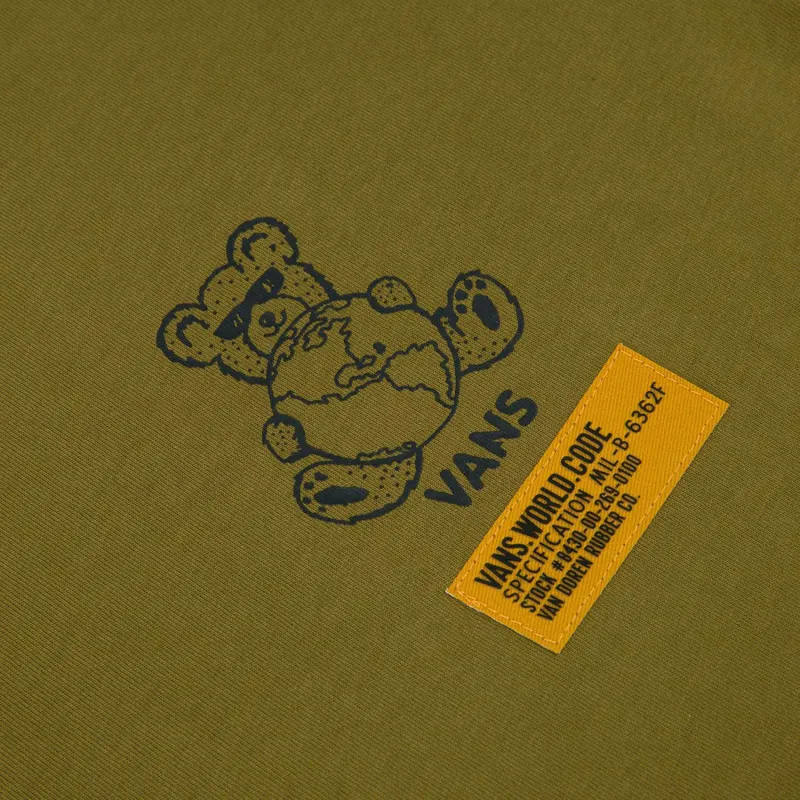 VANS
VANS.WORLD.CODE
SPECIFICATION MIL-B-6362F
STOCK #8430-00-269-0100
VAN DOREN RUBBER CO.